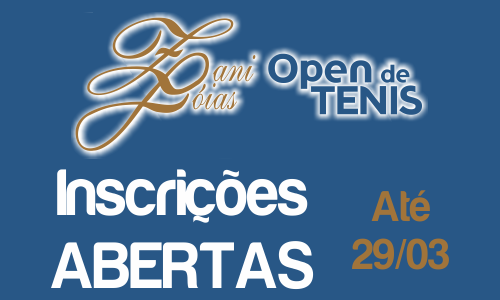 Zani Jóias
Open de
TENIS
Inscrições
ABERTAS
Até
29/03